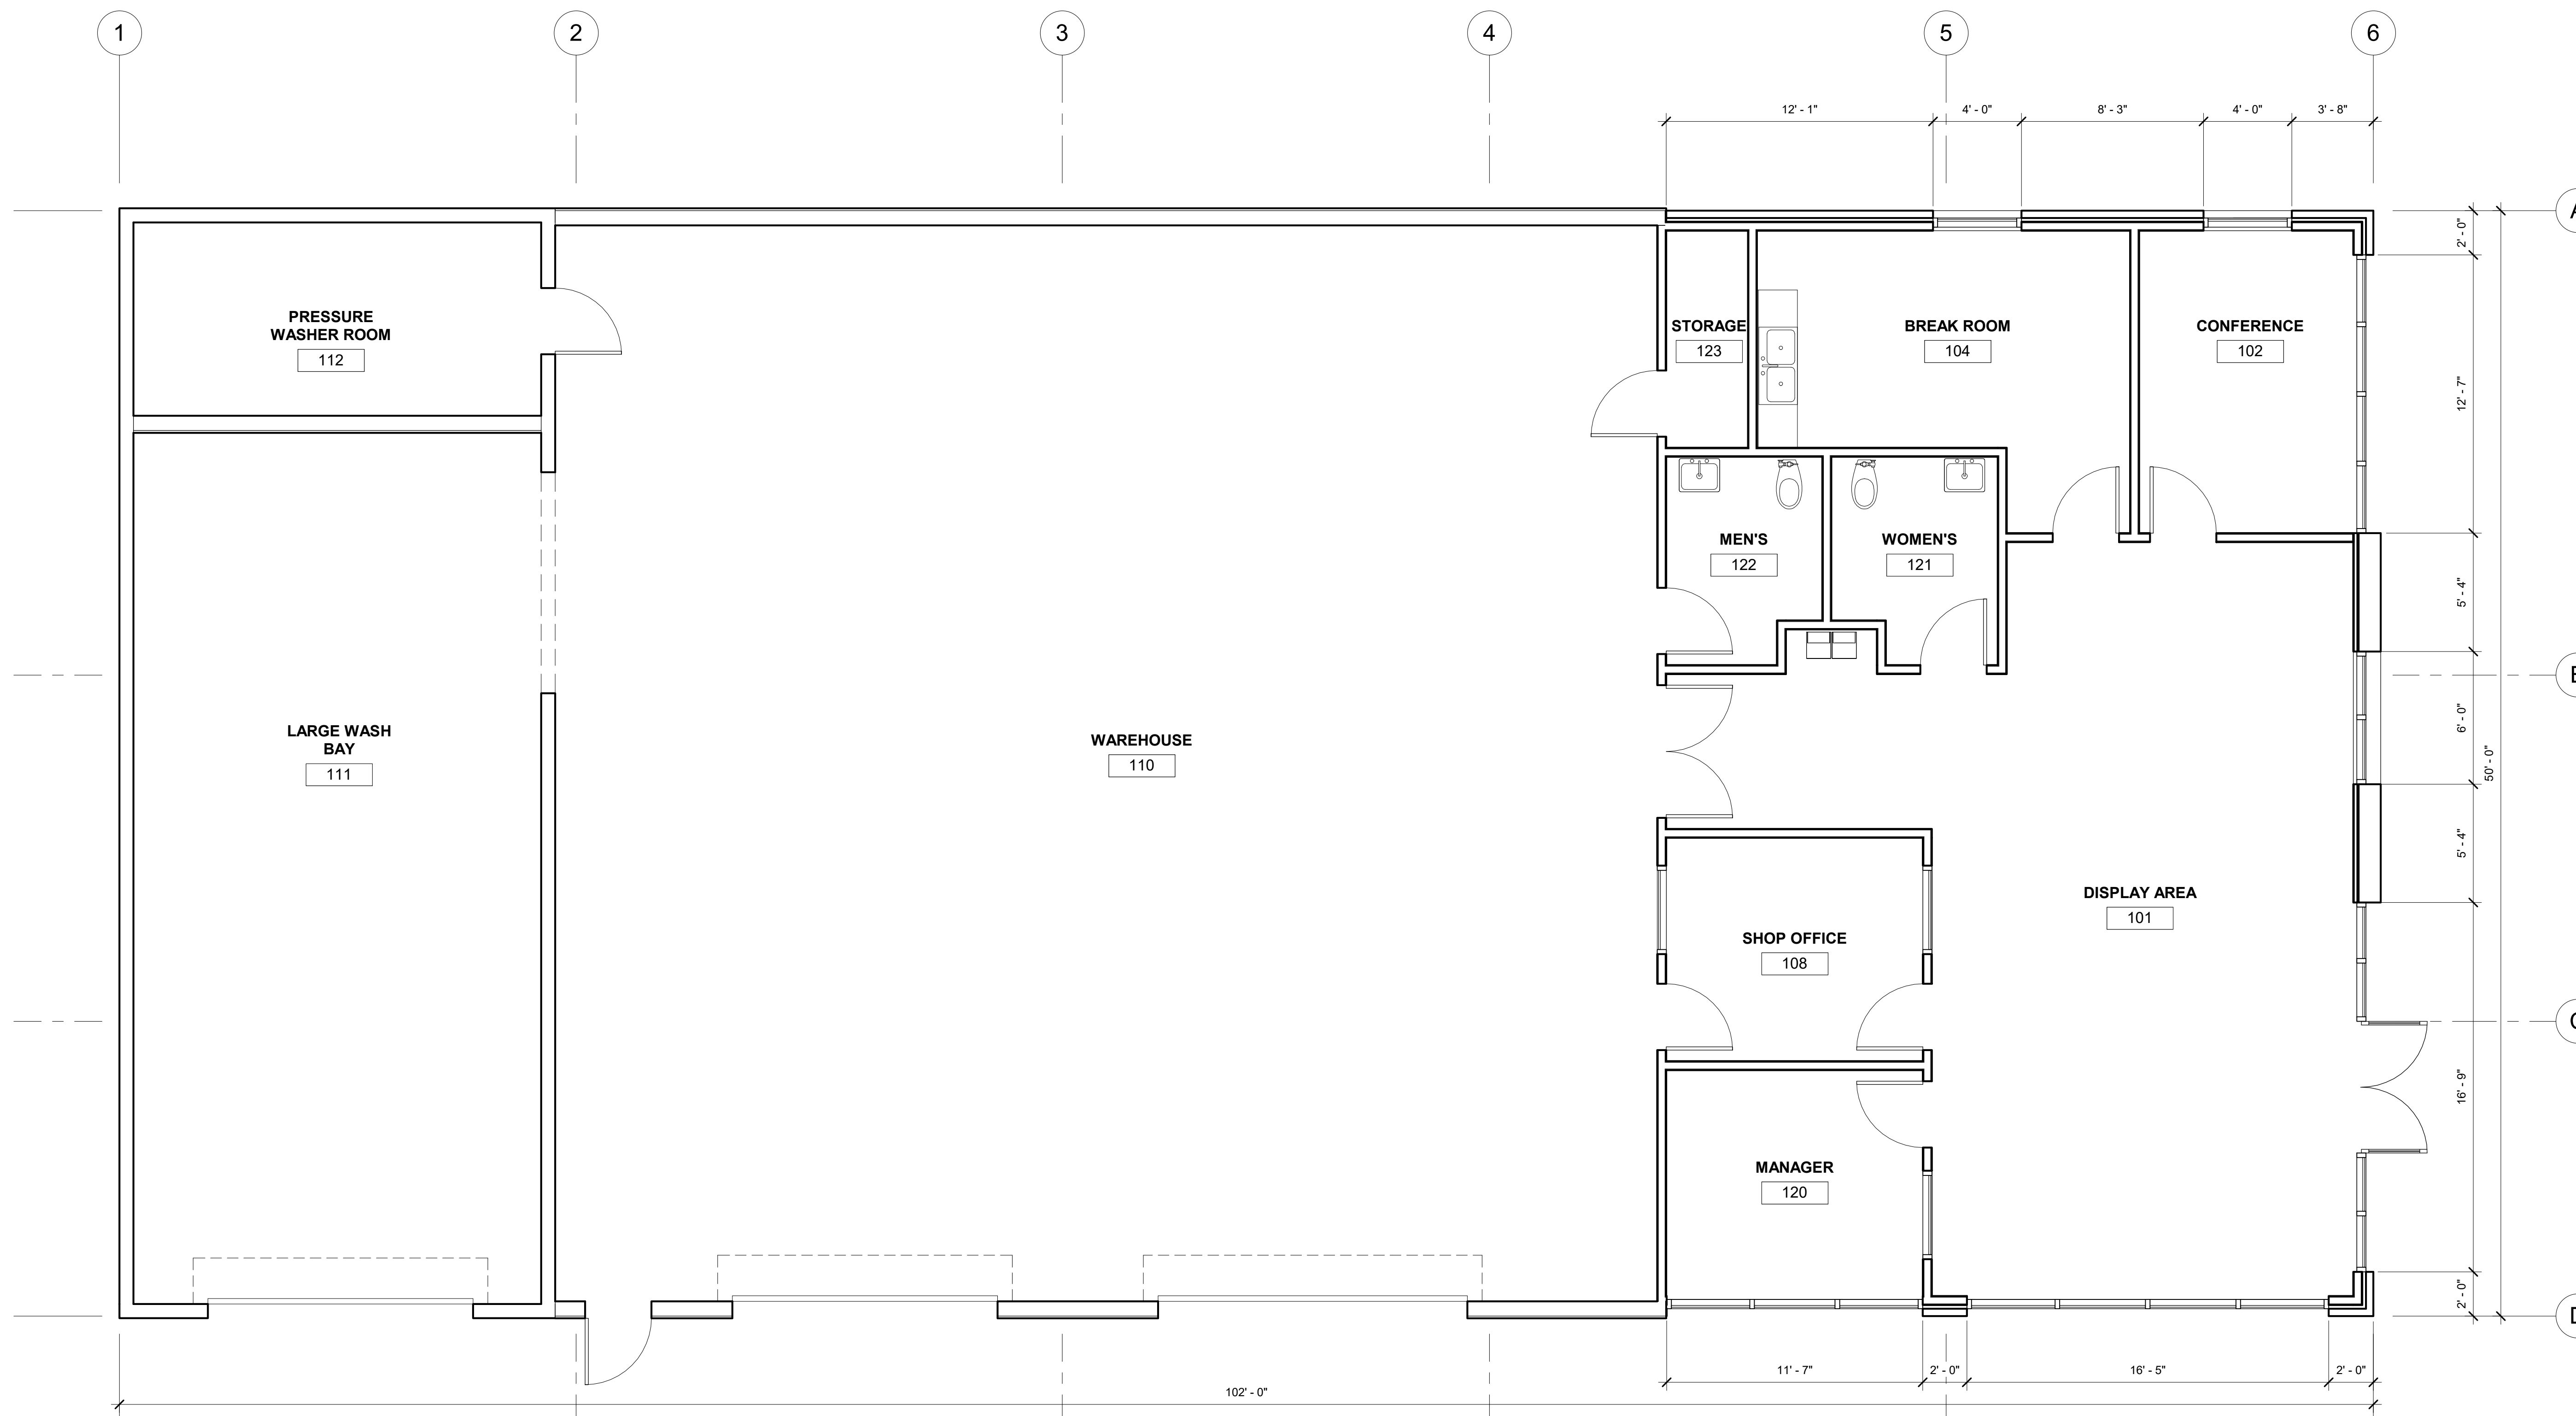 1
2
3
4
5
6
12' - 1"
4' - 0"
8' - 3"
4' - 0"
3' - 8"
A
2' - 0"
PRESSURE
WASHER ROOM
112
STORAGE
123
BREAK ROOM
104
CONFERENCE
102
12' - 7"
MEN'S
122
WOMEN'S
121
5' - 4"
B
6' - 0"
50' - 0"
LARGE WASH
BAY
111
WAREHOUSE
110
5' - 4"
DISPLAY AREA
101
SHOP OFFICE
108
C
16' - 9"
MANAGER
120
2' - 0"
D
11' - 7"
2' - 0"
16' - 5"
2' - 0"
102' - 0"